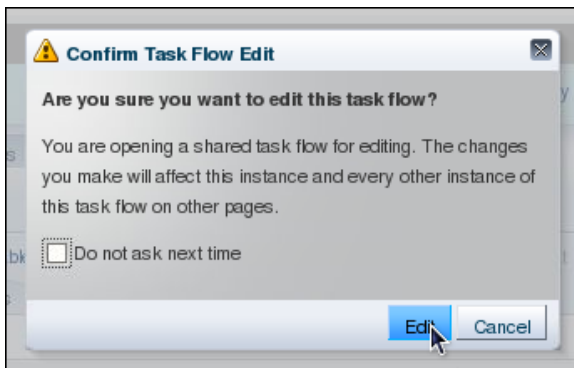 Confirm Task Flow Edit
Are you sure you want to edit this task flow?
You are opening a shared task flow for editing. The changes
you make will affect this instance and every other instance of
this task flow on other pages.
Do not ask next time
Edit Cancel